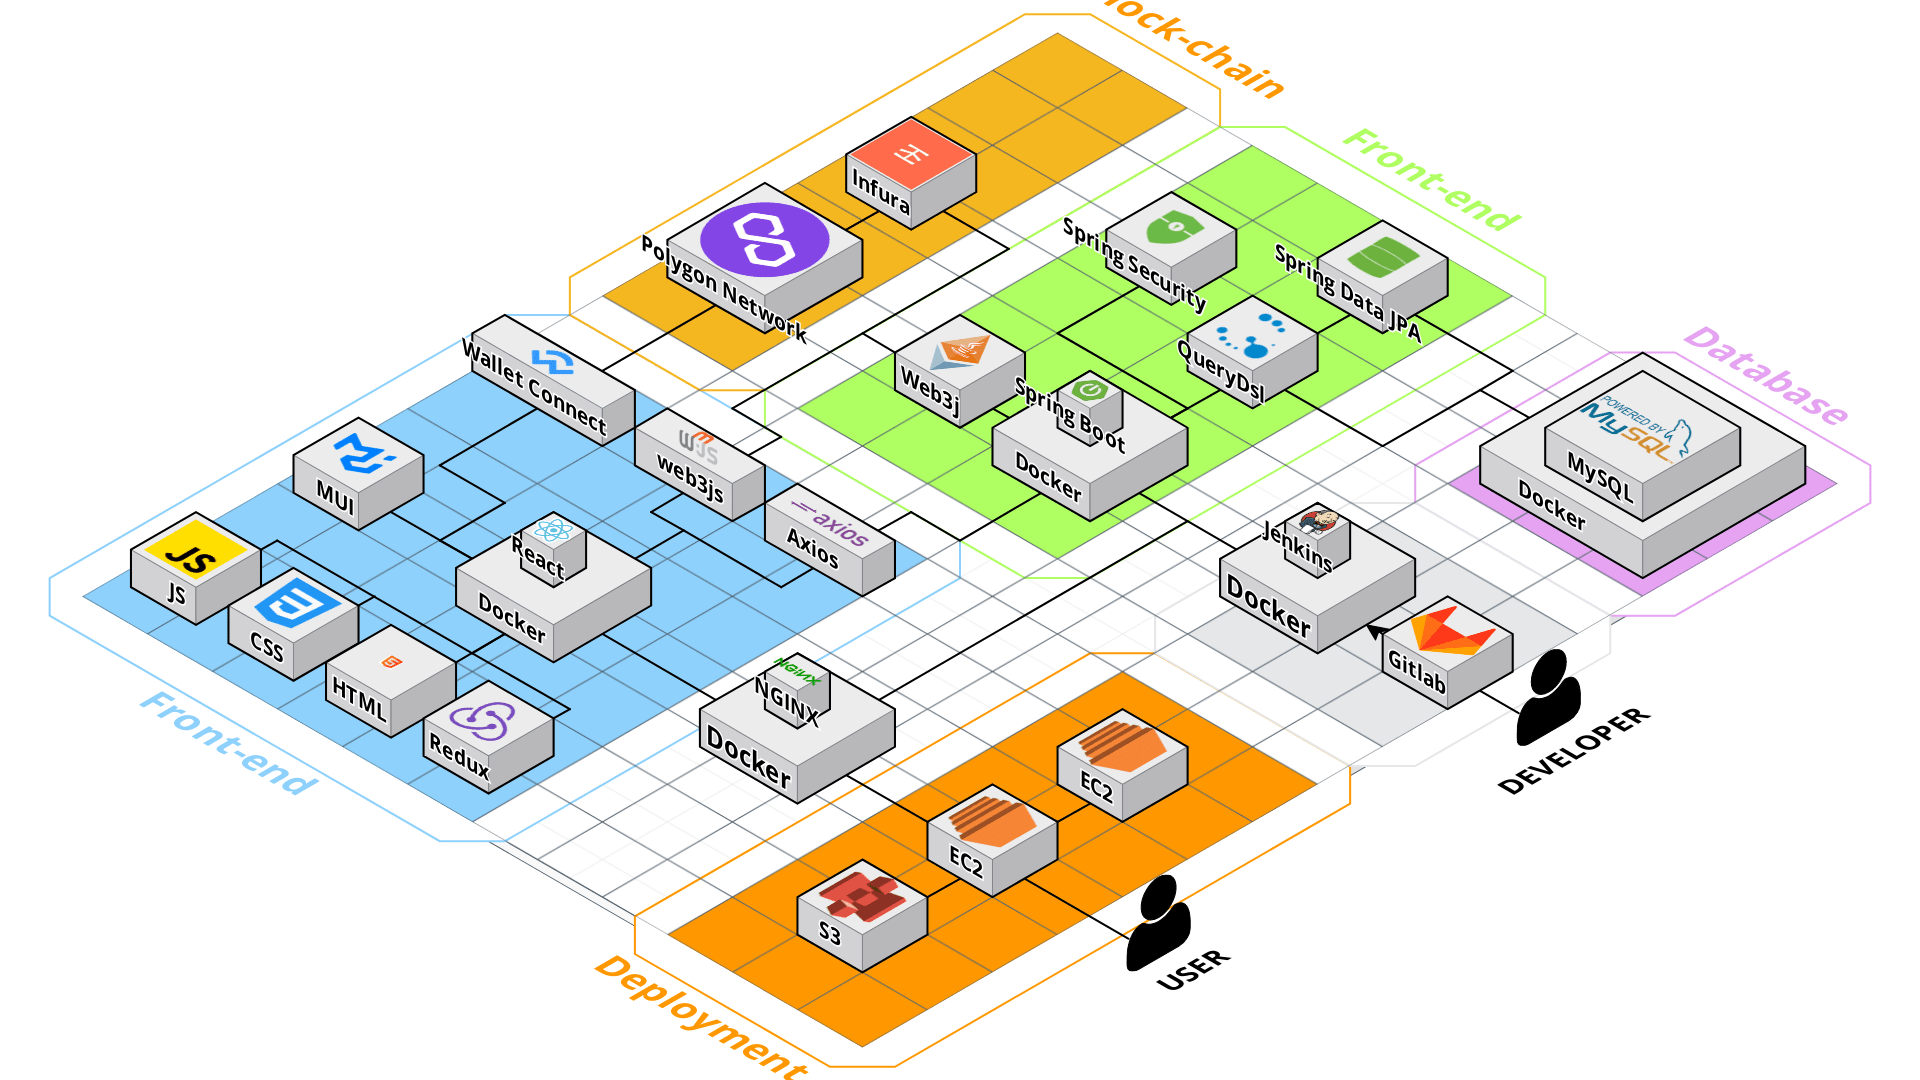 lock-chain
Front-end
Infura
Polygon Network
Spring Security
Spring Data JPA
Database
Wallet Connect
Web3j
QueryDsl
Spring Boot
Docker
POWERED BY
MySQL
MySQL
Docker
MUI
WJS
web3js
axios
Axios
Jenkins
Docker
JS
JS
React
Docker
CSS
HTML
Redux
Gitlab
NGINX
NGINX
Docker
Front-end
EC2
EC2
S3
DEVELOPER
USER
Deployment